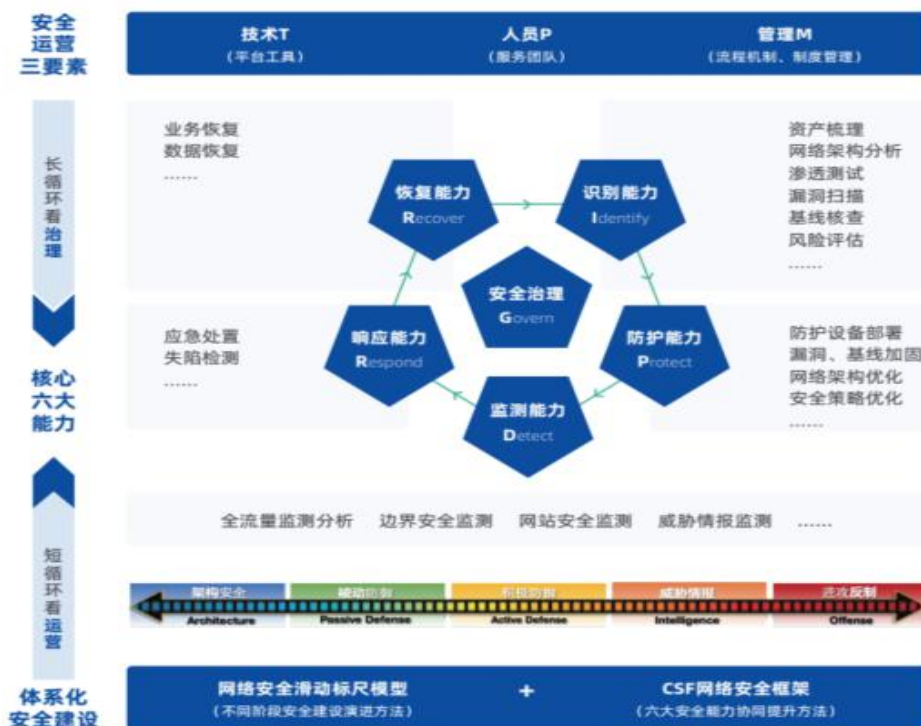 安全
运营
三要素
技术T
（平台工具）
人员P
（服务团队）
管理M
（流程机制、制度管理）
长循环看治理
业务恢复
数据恢复
......
资产梳理
网络架构分析
渗透测试
漏洞扫描
基线核查
风险评估
......
恢复能力
Recover
识别能力
Identify
安全治理
Govern
响应能力
Respond
防护能力
Protect
监测能力
Detect
应急处置
失陷检测
......
防护设备部署
漏洞、基线加固
网络架构优化
安全策略优化
......
核心
六大
能力
全流量监测分析 边界安全监测 网站安全监测 威胁情报监测 ......
短循环看运营
架构安全
Architecture
被动防御
Passive Defense
积极防御
Active Defense
威胁情报
Intelligence
进攻反制
Offense
体系化
安全建设
网络安全滑动标尺模型
（不同阶段安全建设演进方法）
+
CSF网络安全框架
（六大安全能力协同提升方法）